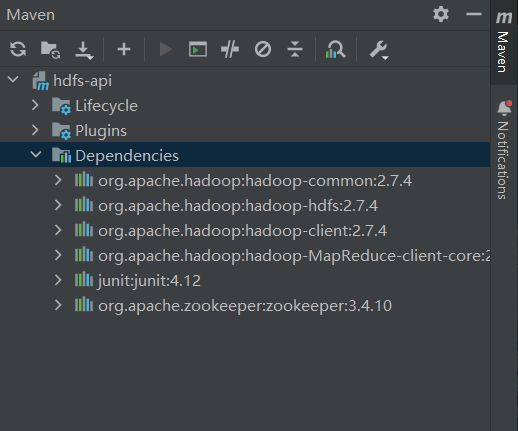 Maven
hdfs-api
Lifecycle
Plugins
Dependencies
org.apache.hadoop:hadoop-common:2.7.4
org.apache.hadoop:hadoop-hdfs:2.7.4
org.apache.hadoop:hadoop-client:2.7.4
org.apache.hadoop:hadoop-MapReduce-client-core:2
junit:junit:4.12
org.apache.zookeeper:zookeeper:3.4.10
m
Maven
Notifications